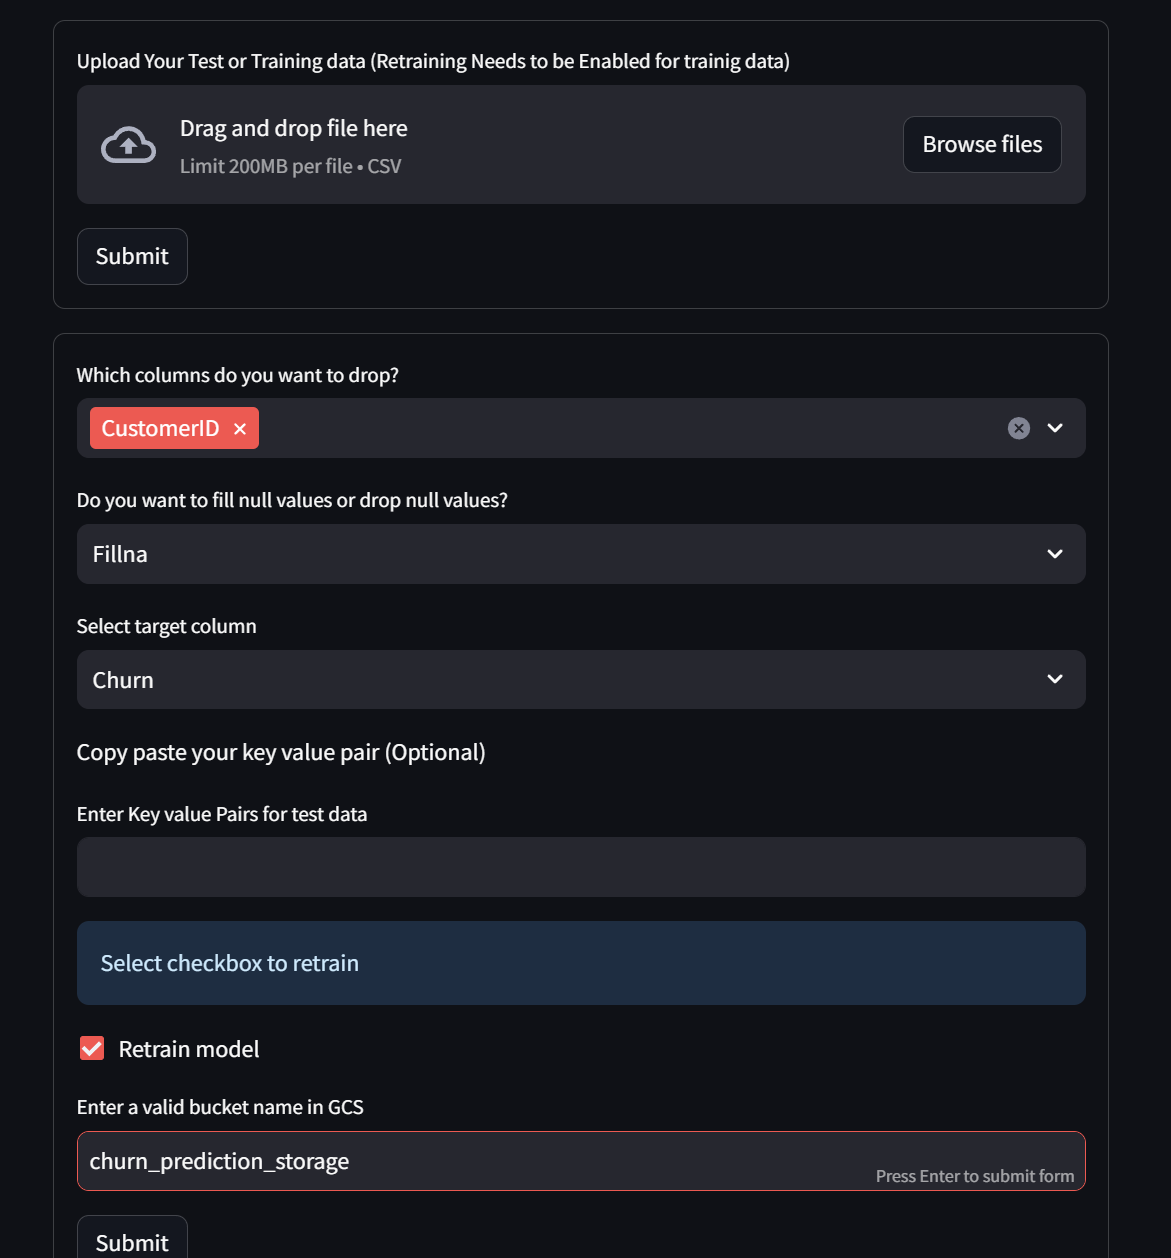 Upload Your Test or Training data (Retraining Needs to be Enabled for trainig data)
Drag and drop file here
Limit 200MB per file • CSV
Browse files
Submit
Which columns do you want to drop?
CustomerID
Do you want to fill null values or drop null values?
Fillna
Select target column
Churn
Copy paste your key value pair (Optional)
Enter Key value Pairs for test data
Select checkbox to retrain
Retrain model
Enter a valid bucket name in GCS
churn_prediction_storage
Press Enter to submit form
Submit